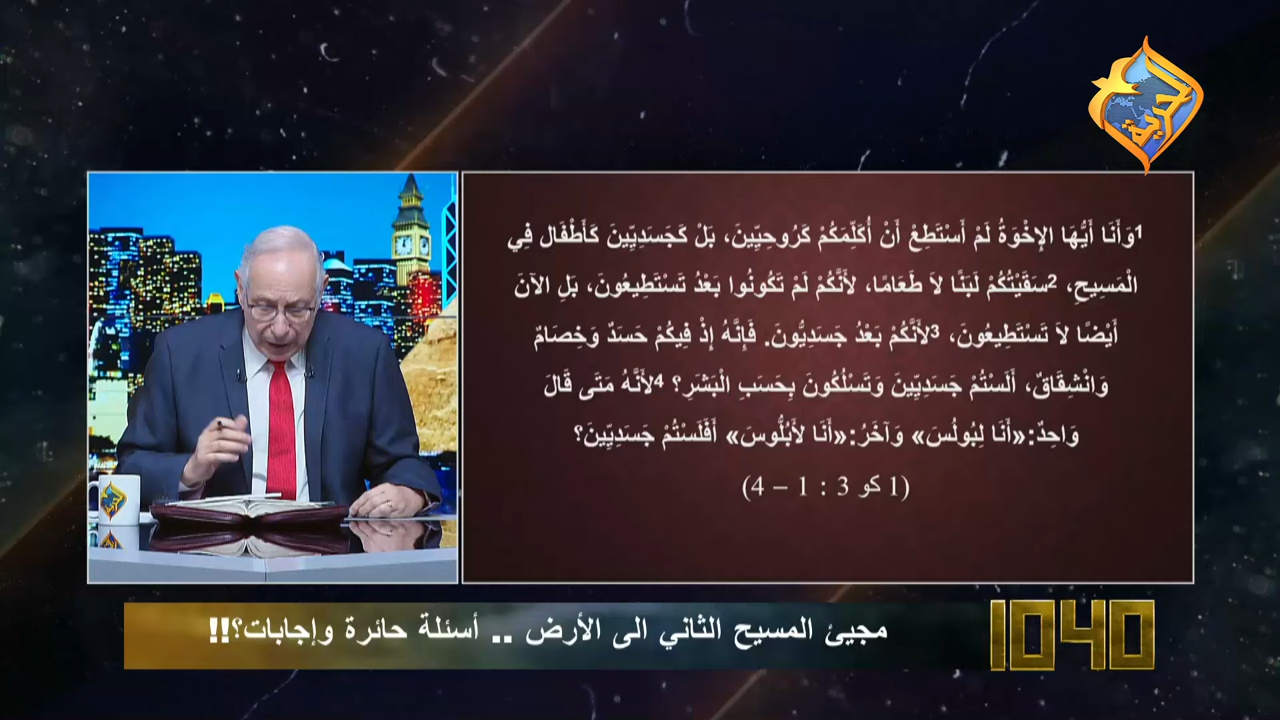 الحرية
¹وَأَنَا أَيُّهَا الإِخْوَةُ لَمْ أَسْتَطِعْ أَنْ أُكَلِّمَكُمْ كَرُوحِيِّينَ، بَلْ كَجَسَدِيِّينَ كَأَطْفَال فِي
الْمَسِيحِ، ²سَقَيْتُكُمْ لَبَنًا لاَ طَعَامًا، لأَنَّكُمْ لَمْ تَكُونُوا بَعْدُ تَسْتَطِيعُونَ، بَلِ الآنَ
أَيْضًا لاَ تَسْتَطِيعُونَ، ³لأَنَّكُمْ بَعْدُ جَسَدِيُّونَ. فَإِنَّهُ إِذْ فِيكُمْ حَسَدٌ وَخِصَامٌ
وَانْشِقَاقٌ، أَلَسْتُمْ جَسَدِيِّينَ وَتَسْلُكُونَ بِحَسَبِ الْبَشَرِ؟ ⁴لأَنَّهُ مَتَى قَالَ
وَاحِدٌ:«أَنَا لِبُولُسَ» وَآخَرُ:«أَنَا لأَبُلُّوسَ» أَفَلَسْتُمْ جَسَدِيِّينَ؟
(1 كو 3 : 1 – 4)
مجيئ المسيح الثاني الى الأرض .. أسئلة حائرة وإجابات؟!!
1040